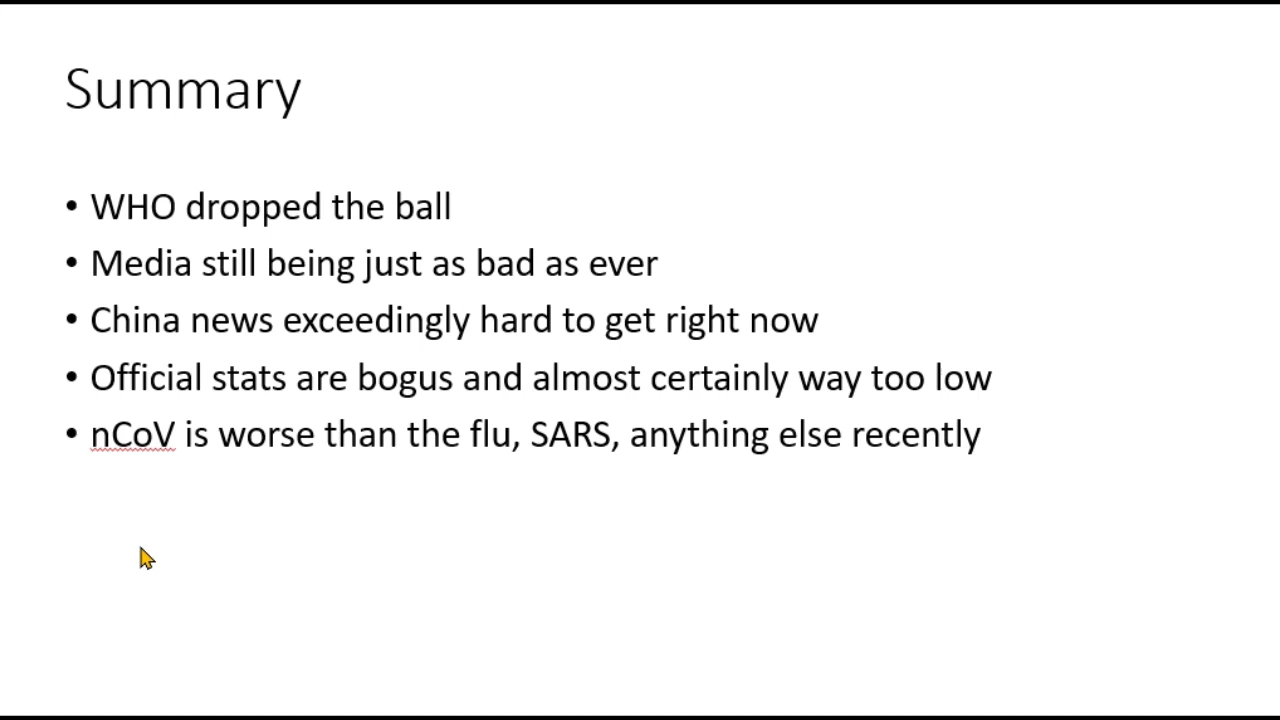 Summary
• WHO dropped the ball
• Media still being just as bad as ever
• China news exceedingly hard to get right now
• Official stats are bogus and almost certainly way too low
• nCoV is worse than the flu, SARS, anything else recently